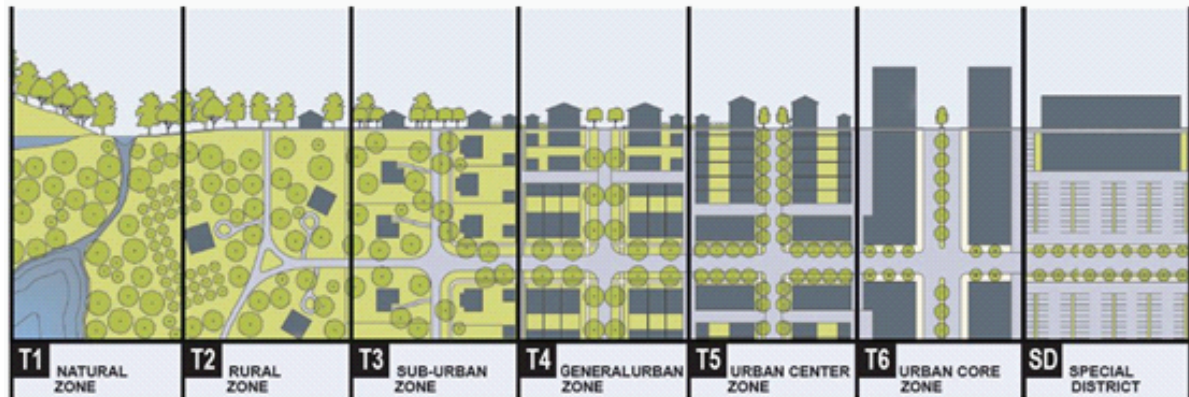 T1 NATURAL
ZONE
T2 RURAL
ZONE
T3 SUB-URBAN
ZONE
T4 GENERALURBAN
ZONE
T5 URBAN CENTER
ZONE
T6 URBAN CORE
ZONE
SD SPECIAL
DISTRICT